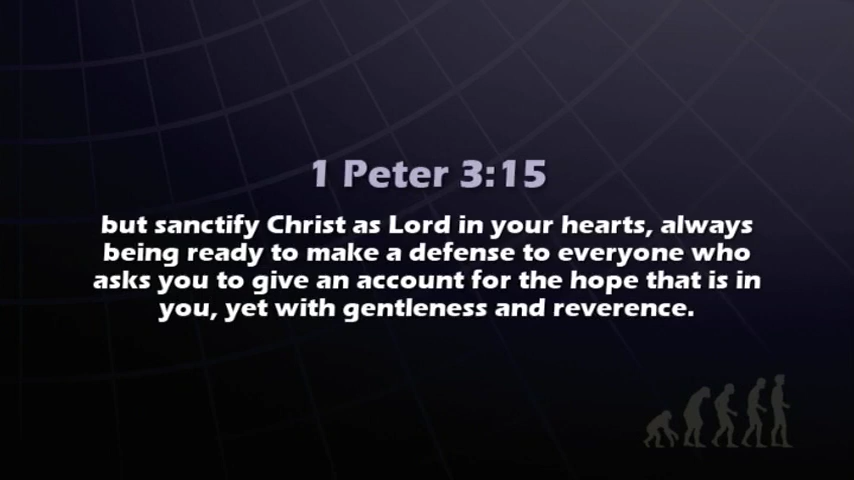 1 Peter 3:15
but sanctify Christ as Lord in your hearts, always
being ready to make a defense to everyone who
asks you to give an account for the hope that is in
you, yet with gentleness and reverence.